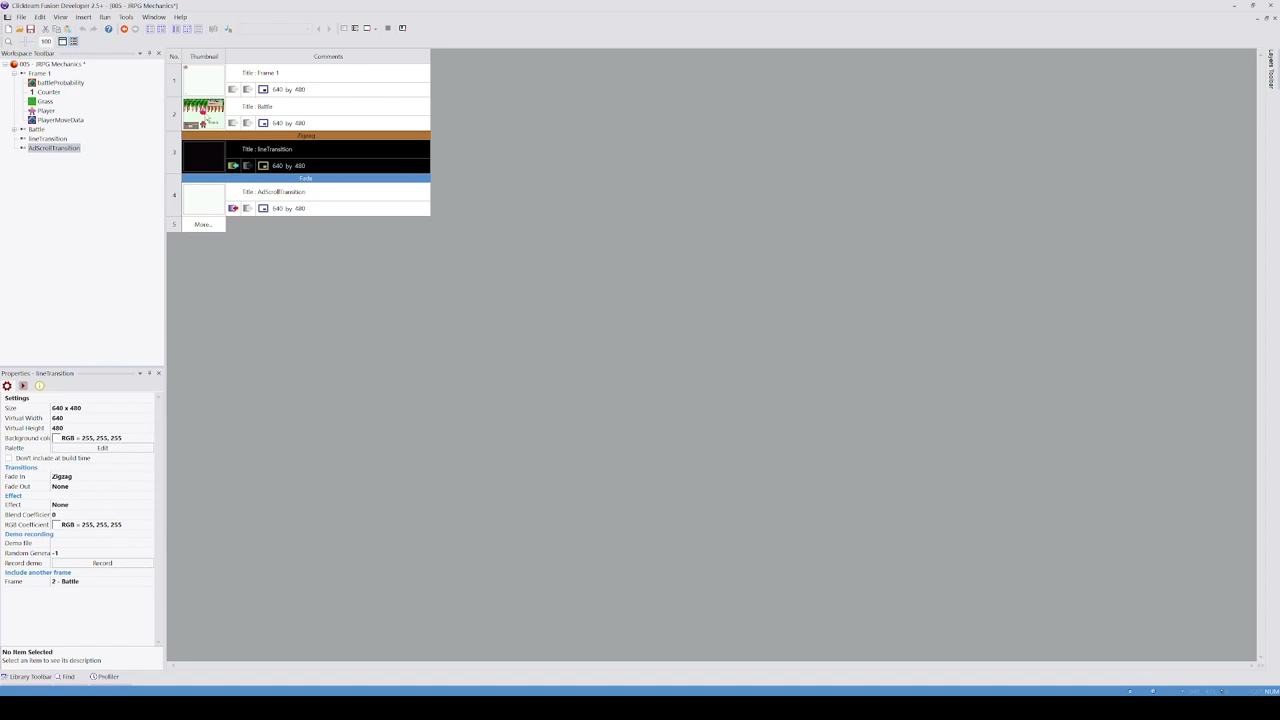 Clickteam Fusion Developer 2.5+ - [005 - JRPG Mechanics*]
File Edit View Insert Run Tools Window Help
100
Workspace Toolbar
005 - JRPG Mechanics *
Frame 1
battleProbability
Counter
Grass
Player
PlayerMoveData
Battle
lineTransition
AdScrollTransition
No. Thumbnail Comments
1 Title : Frame 1
640 by 480
2 Title : Battle
640 by 480
Zigzag
3 Title : lineTransition
640 by 480
Fade
4 Title : AdScrollTransition
640 by 480
5 More...
Layers Toolbar
Properties - lineTransition
Settings
Size 640 x 480
Virtual Width 640
Virtual Height 480
Background col RGB = 255, 255, 255
Palette Edit
Don't include at build time
Transitions
Fade In Zigzag
Fade Out None
Effect
Effect None
Blend Coefficien 0
RGB Coefficient RGB = 255, 255, 255
Demo recording
Demo file
Random Genera -1
Record demo Record
Include another frame
Frame 2 - Battle
No Item Selected
Select an item to see its description
Library Toolbar Find Profiler
NUM